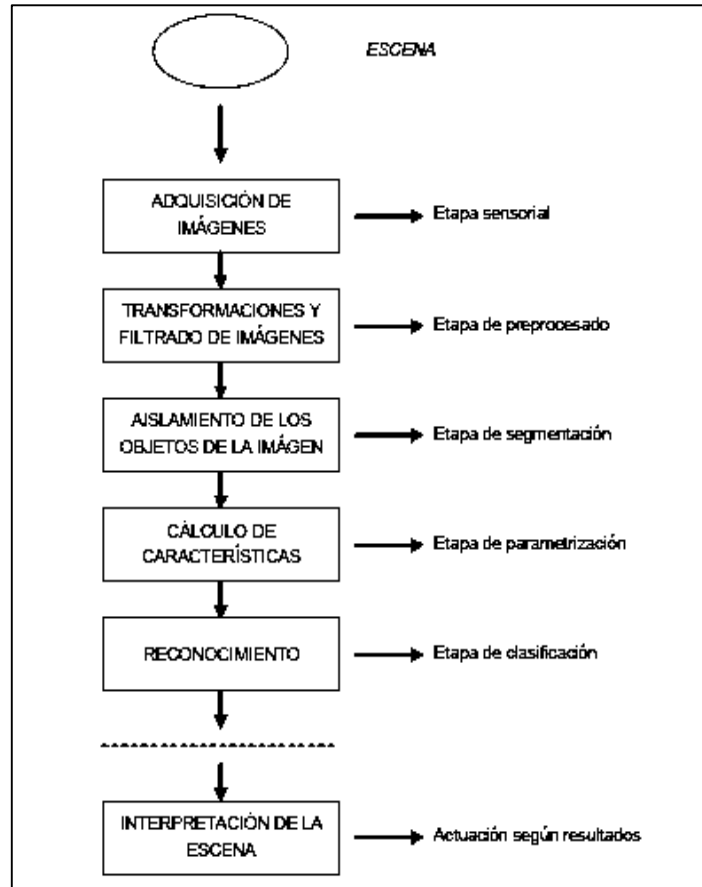 ESCENA
ADQUISICIÓN DE
IMÁGENES
Etapa sensorial
TRANSFORMACIONES Y
FILTRADO DE IMÁGENES
Etapa de preprocesado
AISLAMIENTO DE LOS
OBJETOS DE LA IMÁGEN
Etapa de segmentación
CÁLCULO DE
CARACTERÍSTICAS
Etapa de parametrización
RECONOCIMIENTO
Etapa de clasificación
INTERPRETACIÓN DE LA
ESCENA
Actuación según resultados